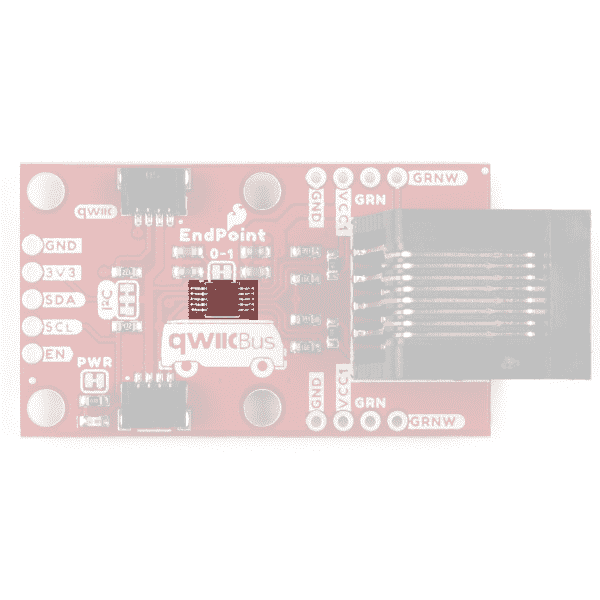 GRNW
GND
VCC1
GRN
qwiic
EndPoint
0-1
GND
3V3
SDA
I²C
SCL
EN
qwiicBus
PWR
GND
VCC1
GRN
GRNW